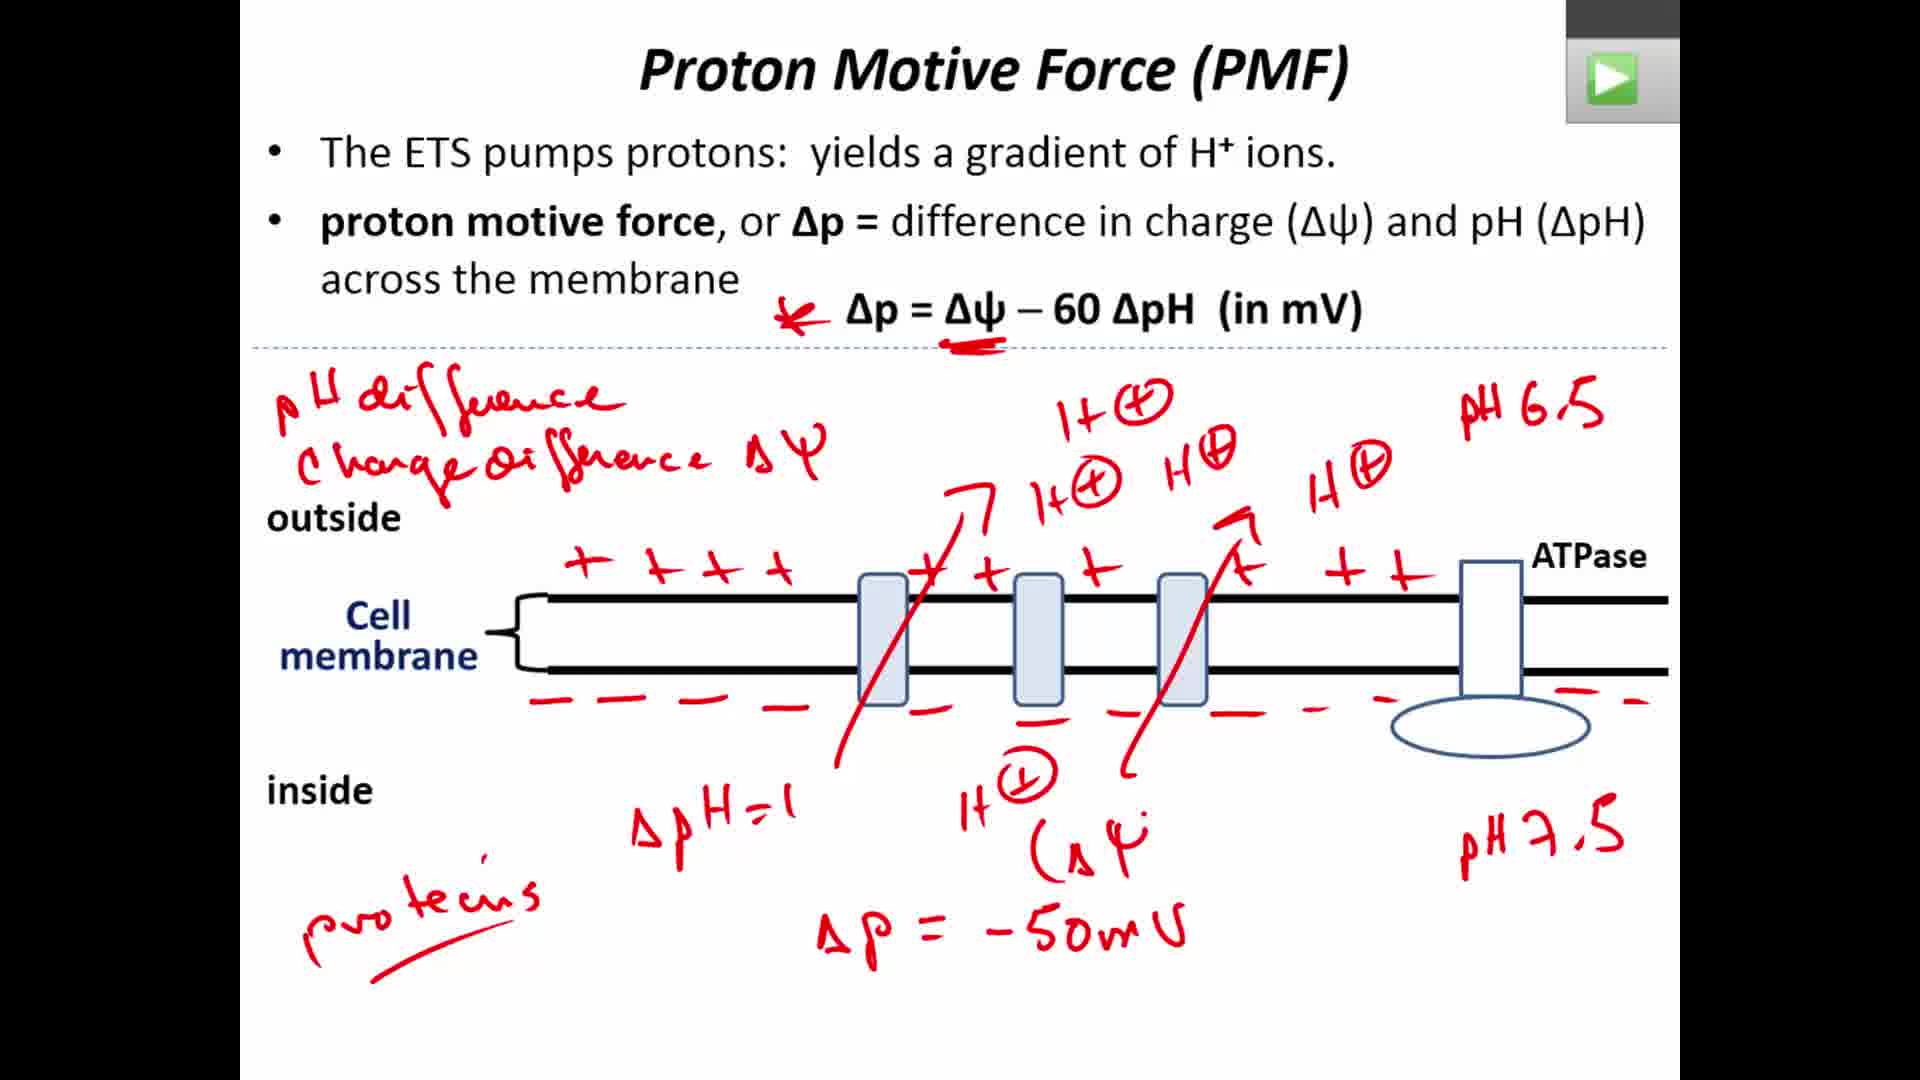 Proton Motive Force (PMF)
• The ETS pumps protons: yields a gradient of H⁺ ions.
• proton motive force, or Δp = difference in charge (Δψ) and pH (ΔpH)
across the membrane
Δp = Δψ – 60 ΔpH (in mV)
pH difference
Charge difference Δψ
H+
pH 6.5
H+ H+ H+
outside
+ + + + + + + + + +
ATPase
Cell
membrane
– – – – – – – – – – – –
inside
ΔpH = 1
H+
(Δψ
pH 7.5
proteins
Δp = -50mV